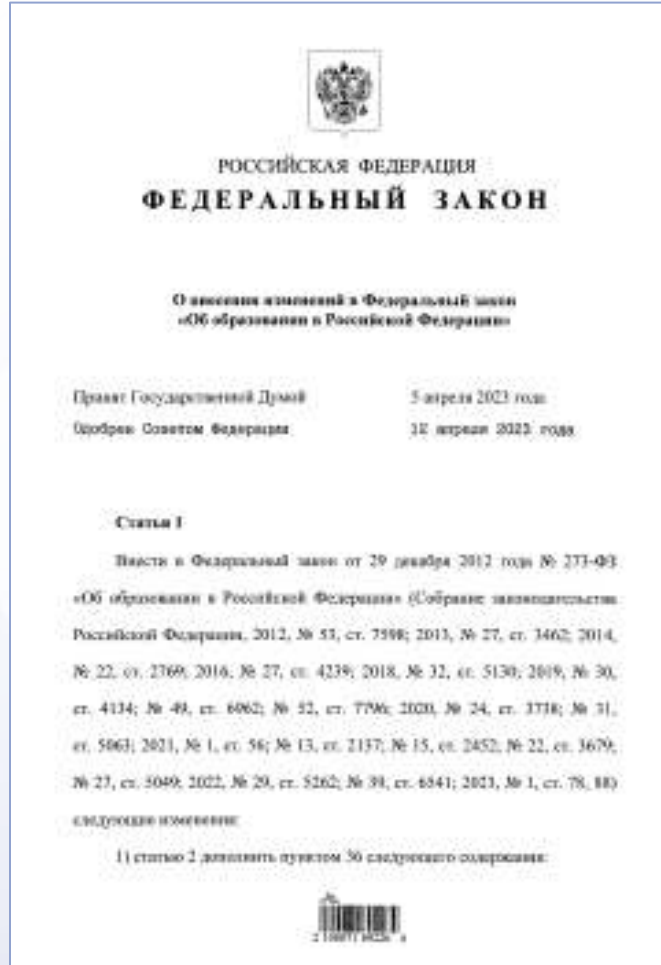 РОССИЙСКАЯ ФЕДЕРАЦИЯ
ФЕДЕРАЛЬНЫЙ ЗАКОН
О внесении изменений в Федеральный закон
«Об образовании в Российской Федерации»
Принят Государственной Думой 5 апреля 2023 года
Одобрен Советом Федерации 12 апреля 2023 года
Статья 1
Внести в Федеральный закон от 29 декабря 2012 года № 273-ФЗ
«Об образовании в Российской Федерации» (Собрание законодательства
Российской Федерации, 2012, № 53, ст. 7598; 2013, № 27, ст. 3462; 2014,
№ 22, ст. 2769; 2016, № 27, ст. 4239; 2018, № 32, ст. 5130; 2019, № 30,
ст. 4134; № 49, ст. 6962; № 52, ст. 7796; 2020, № 24, ст. 3738; № 31,
ст. 5063; 2021, № 1, ст. 56; № 13, ст. 2137; № 15, ст. 2452; № 22, ст. 3679;
№ 27, ст. 5049; 2022, № 29, ст. 5262; № 39, ст. 6541; 2023, № 1, ст. 78, 88)
следующие изменения:
1) статью 2 дополнить пунктом 36 следующего содержания: